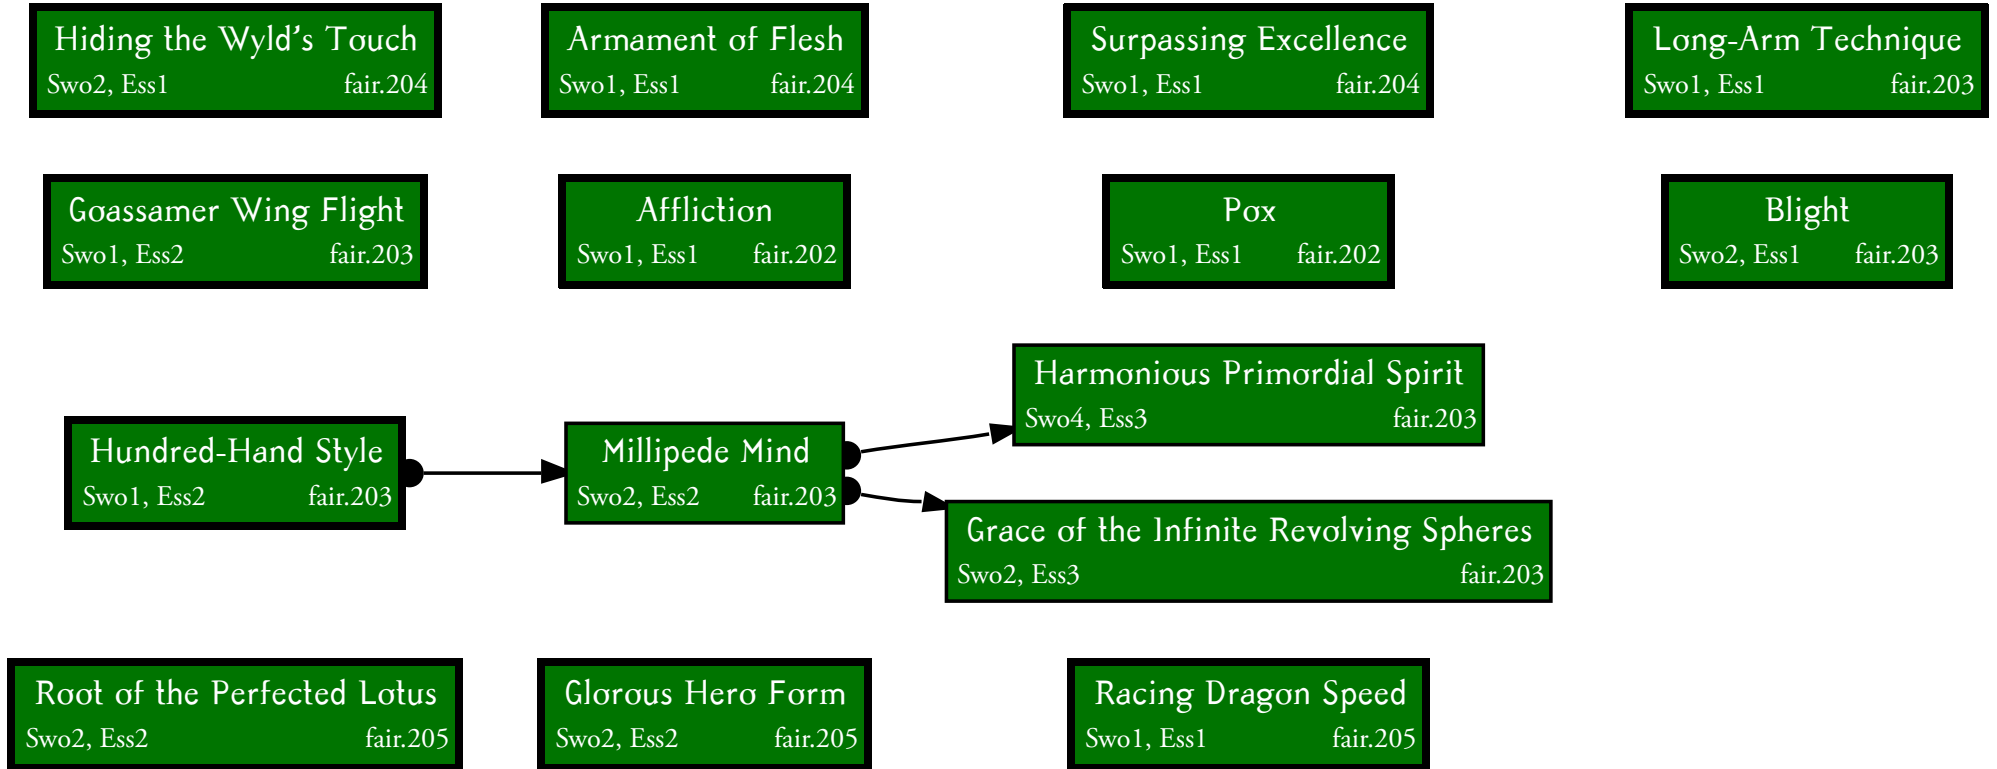 Hiding the Wyld's Touch
Swo2, Ess1 fair.204
Armament of Flesh
Swo1, Ess1 fair.204
Surpassing Excellence
Swo1, Ess1 fair.204
Long-Arm Technique
Swo1, Ess1 fair.203
Goassamer Wing Flight
Swo1, Ess2 fair.203
Affliction
Swo1, Ess1 fair.202
Pox
Swo1, Ess1 fair.202
Blight
Swo2, Ess1 fair.203
Hundred-Hand Style
Swo1, Ess2 fair.203
Millipede Mind
Swo2, Ess2 fair.203
Harmonious Primordial Spirit
Swo4, Ess3 fair.203
Grace of the Infinite Revolving Spheres
Swo2, Ess3 fair.203
Root of the Perfected Lotus
Swo2, Ess2 fair.205
Glorous Hero Form
Swo2, Ess2 fair.205
Racing Dragon Speed
Swo1, Ess1 fair.205